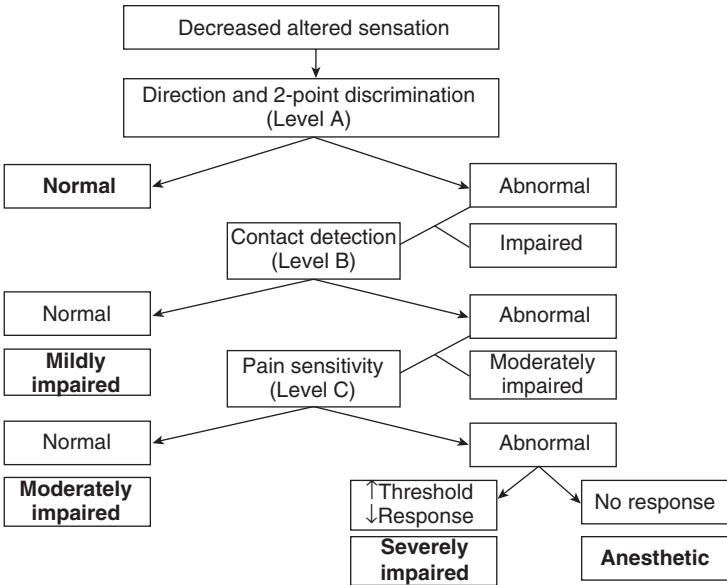 Decreased altered sensation
Direction and 2-point discrimination
(Level A)
Normal
Abnormal
Impaired
Contact detection
(Level B)
Normal
Abnormal
Mildly
impaired
Moderately
impaired
Pain sensitivity
(Level C)
Normal
Abnormal
Moderately
impaired
↑Threshold
↓Response
No response
Severely
impaired
Anesthetic